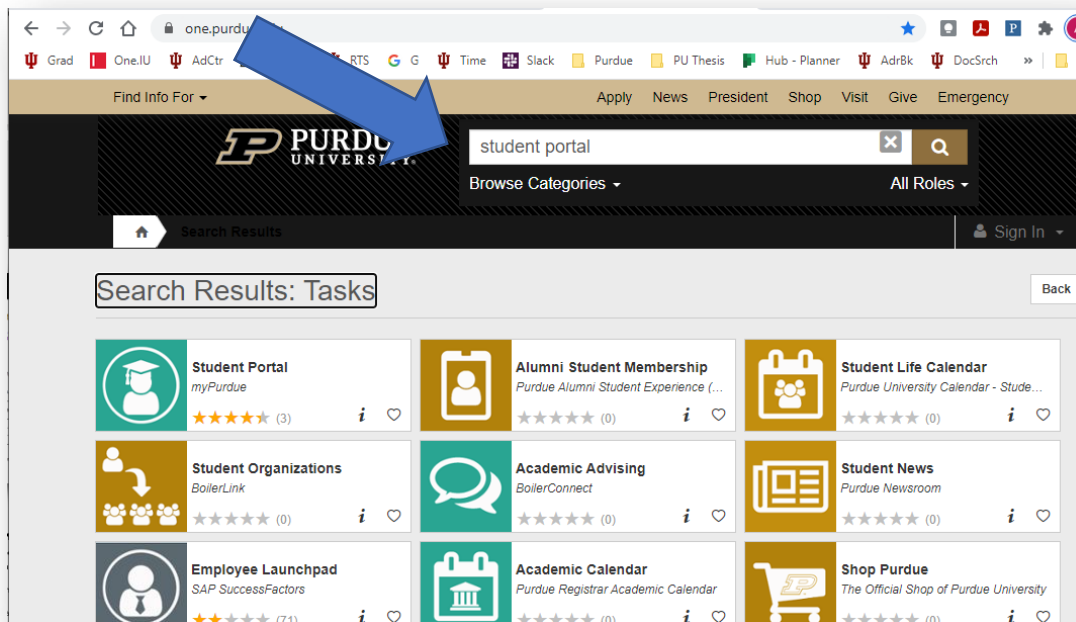 one.purdu
Grad One.IU AdCtr RTS G Time Slack Purdue PU Thesis Hub - Planner AdrBk DocSrch »
Find Info For Apply News President Shop Visit Give Emergency
PURDU
UNIVERSITY.
student portal
Browse Categories All Roles
Search Results Sign In
Search Results: Tasks Back
Student Portal
myPurdue
(3)
Alumni Student Membership
Purdue Alumni Student Experience (...
(0)
Student Life Calendar
Purdue University Calendar - Stude...
(0)
Student Organizations
BoilerLink
(0)
Academic Advising
BoilerConnect
(0)
Student News
Purdue Newsroom
(0)
Employee Launchpad
SAP SuccessFactors
(71)
Academic Calendar
Purdue Registrar Academic Calendar
(0)
Shop Purdue
The Official Shop of Purdue University
(0)